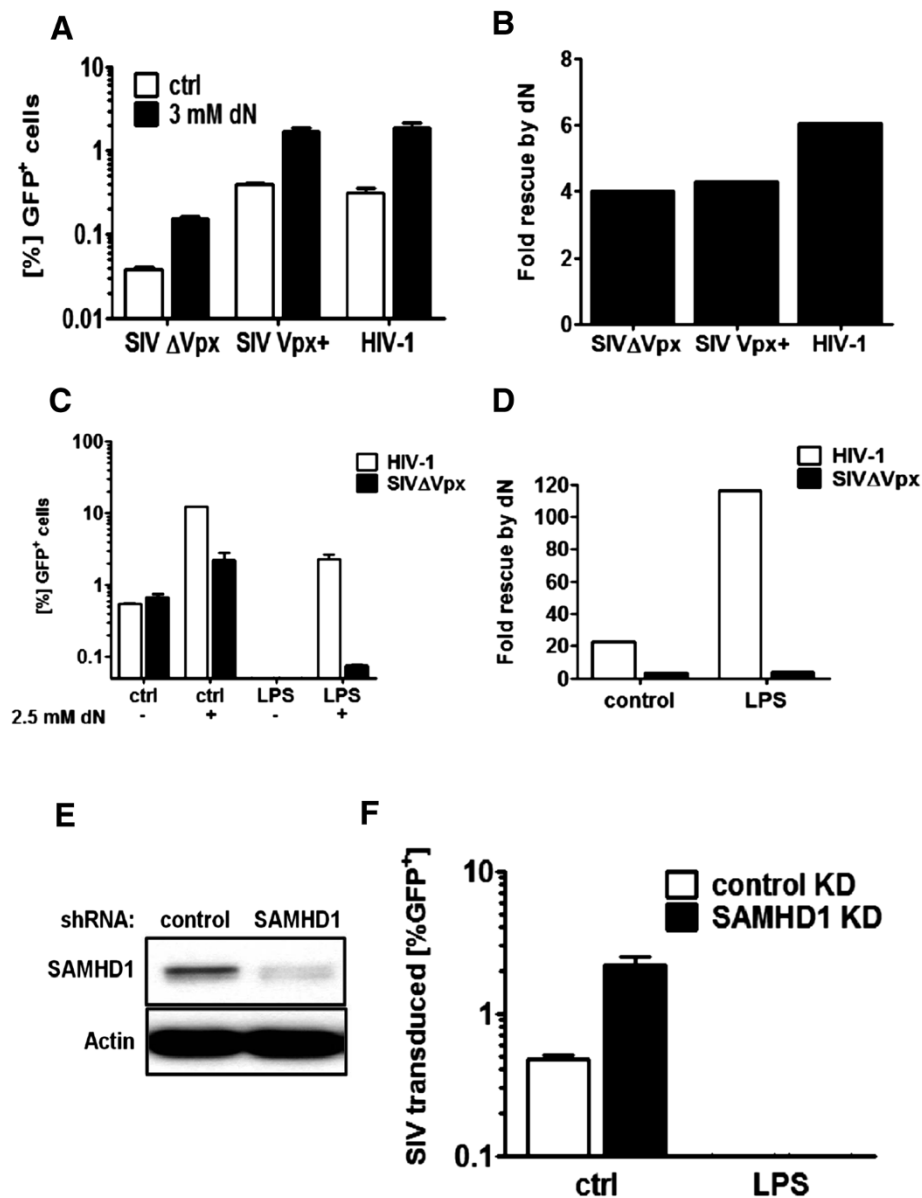 A
[%] GFP+ cells
10
1
0.1
0.01
ctrl
3 mM dN
SIV ΔVpx
SIV Vpx+
HIV-1
B
Fold rescue by dN
8
6
4
2
0
SIVΔVpx
SIV Vpx+
HIV-1
C
[%] GFP+ cells
100
10
1
0.1
HIV-1
SIVΔVpx
ctrl ctrl LPS LPS
2.5 mM dN - + - +
D
Fold rescue by dN
120
100
80
60
40
20
0
HIV-1
SIVΔVpx
control
LPS
E
shRNA: control SAMHD1
SAMHD1
Actin
F
SIV transduced [%GFP+]
10
1
0.1
control KD
SAMHD1 KD
ctrl
LPS